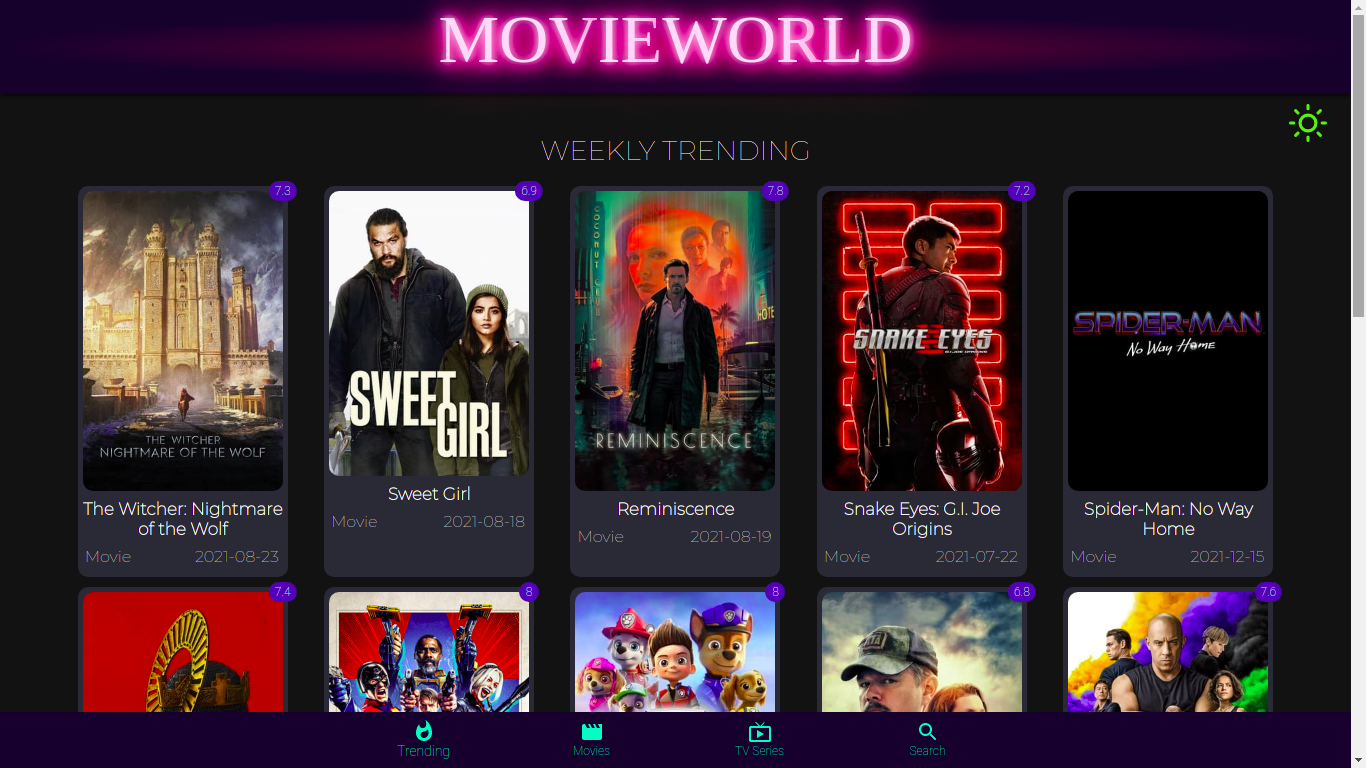 MOVIEWORLD
WEEKLY TRENDING
7.3
6.9
7.8
7.2
THE WITCHER
NIGHTMARE OF THE WOLF
SWEET
GIRL
COCONUT CLUB
HOTE
REMINISCENCE
SNAKE EYES
G.I. JOE ORIGINS
SPIDER-MAN
No Way Home
The Witcher: Nightmare
of the Wolf
Movie 2021-08-23
Sweet Girl
Movie 2021-08-18
Reminiscence
Movie 2021-08-19
Snake Eyes: G.I. Joe
Origins
Movie 2021-07-22
Spider-Man: No Way
Home
Movie 2021-12-15
7.4
8
8
6.8
7.6
Trending
Movies
TV Series
Search